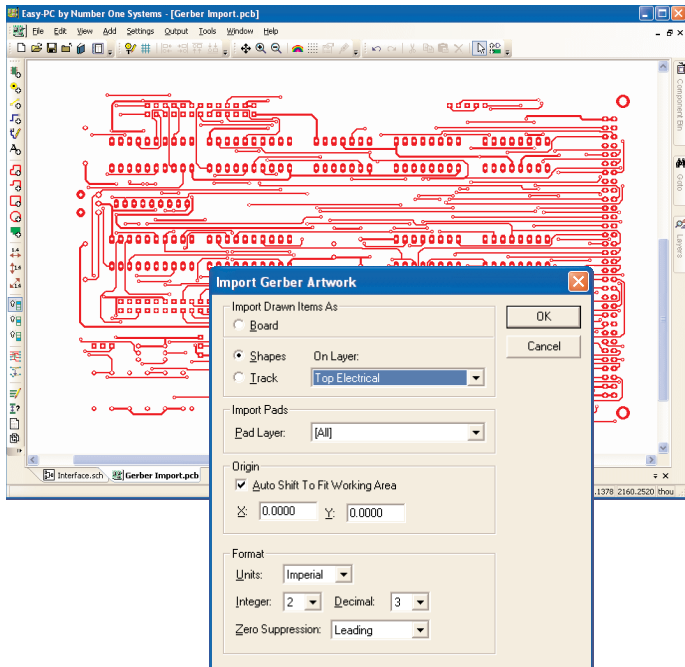 Easy-PC by Number One Systems - [Gerber Import.pcb]
File Edit View Add Settings Output Tools Window Help
Component Bin
Goto
Layers
Import Gerber Artwork
Import Drawn Items As
Board
OK
Shapes On Layer:
Cancel
Track Top Electrical
Import Pads
Pad Layer: [All]
Origin
Auto Shift To Fit Working Area
X: 0.0000 Y: 0.0000
Format
Units: Imperial
Integer: 2 Decimal: 3
Zero Suppression: Leading
Interface.sch Gerber Import.pcb
.1378 2160.2520 thou